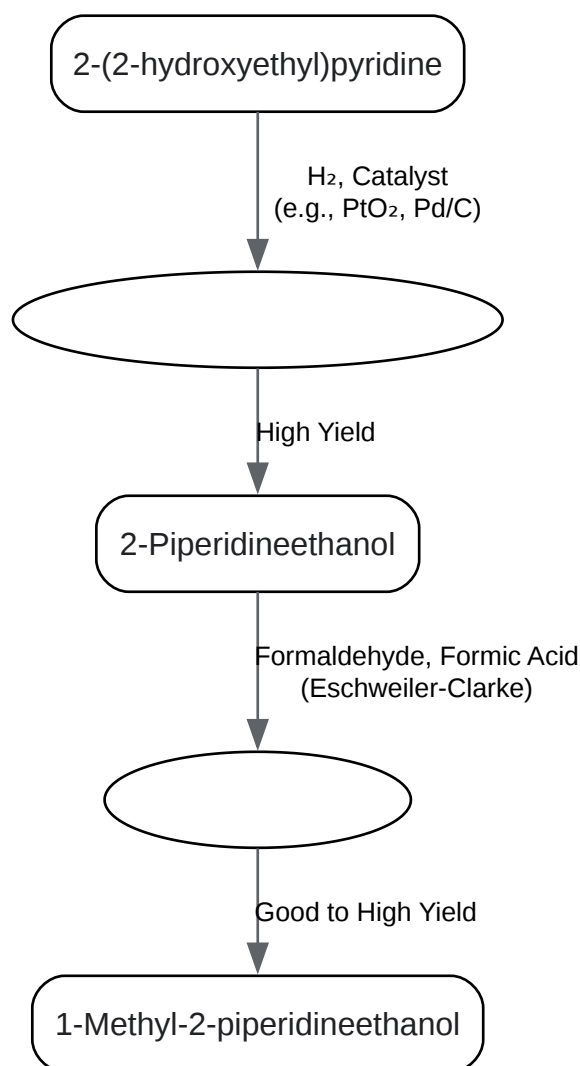 2-(2-hydroxyethyl)pyridine
H₂, Catalyst
(e.g., PtO₂, Pd/C)
High Yield
2-Piperidineethanol
Formaldehyde, Formic Acid
(Eschweiler-Clarke)
Good to High Yield
1-Methyl-2-piperidineethanol